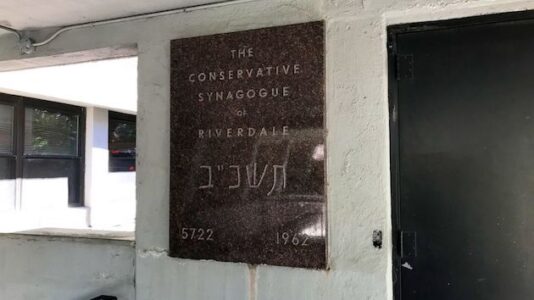 THE
CONSERVATIVE
SYNAGOGUE
OF
RIVERDALE
תשכ"ב
5722 1962